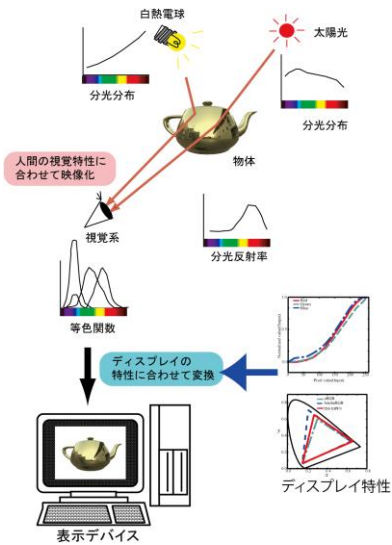 白熱電球
太陽光
分光分布
分光分布
物体
人間の視覚特性に
合わせて映像化
視覚系
分光反射率
等色関数
ディスプレイの
特性に合わせて変換
ディスプレイ特性
表示デバイス